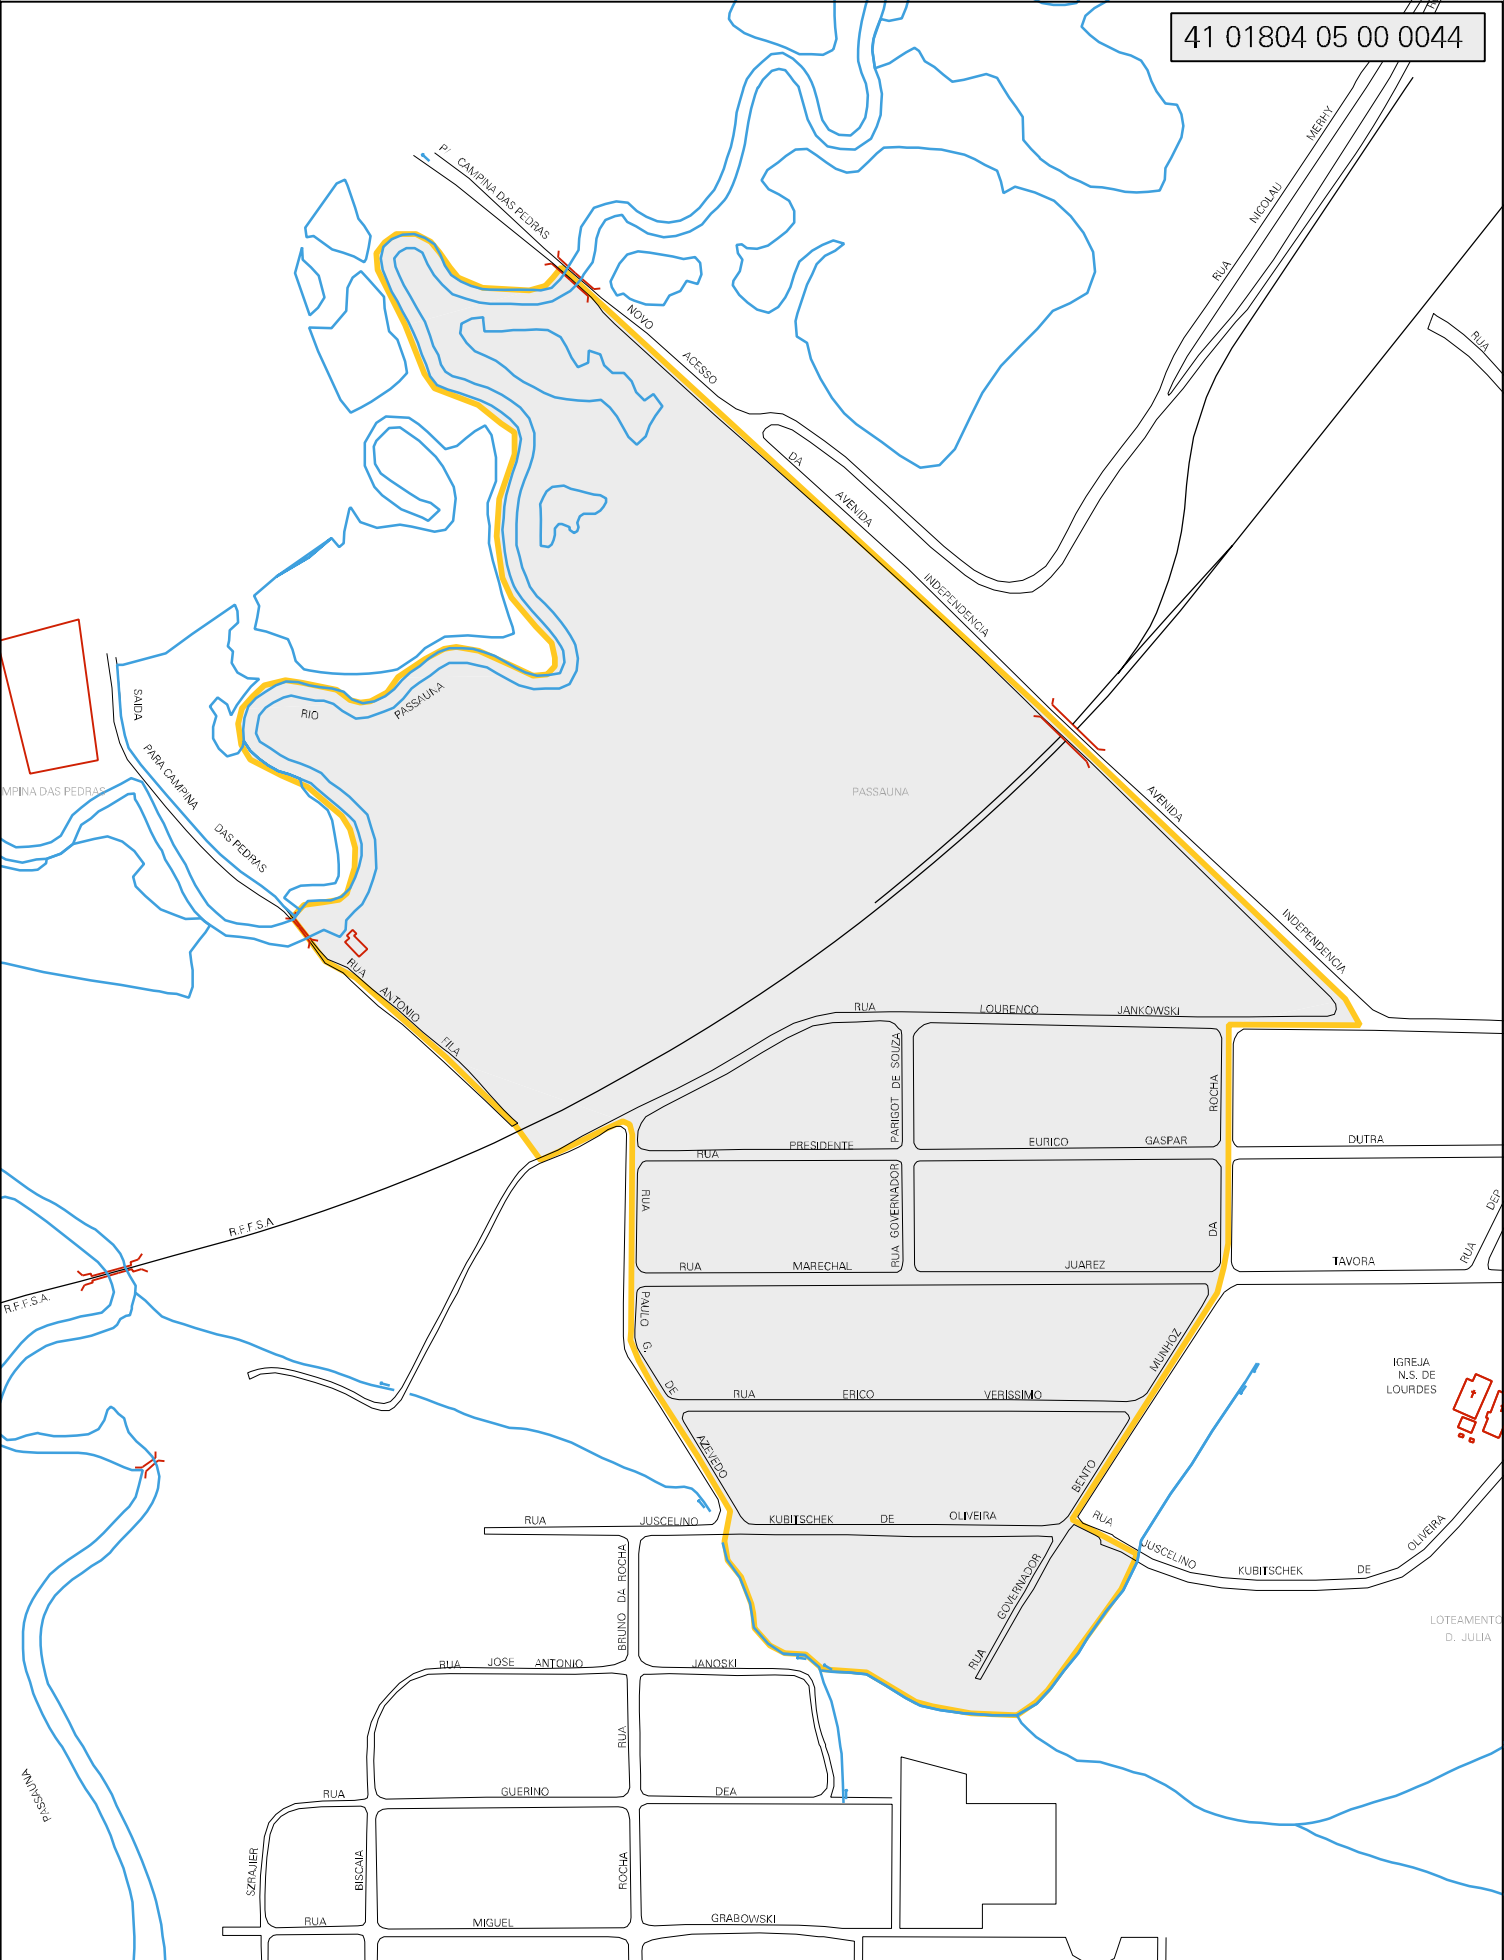 41 01804 05 00 0044
P/ CAMPINA DAS PEDRAS
MERHY
NICOLAU
RUA
RUA
NOVO
ACESSO
DA
AVENIDA
INDEPENDENCIA
SAIDA
PARA CAMPINA
DAS PEDRAS
RIO
PASSAUNA
MPINA DAS PEDRAS
PASSAUNA
AVENIDA
INDEPENDENCIA
RUA
ANTONIO
FILA
RUA
LOURENCO
JANKOWSKI
PARIGOT DE SOUZA
ROCHA
RUA
PRESIDENTE
EURICO
GASPAR
DUTRA
RUA
RUA GOVERNADOR
DA
DEP
RUA
R.F.F.S.A
R.F.F.S.A.
RUA
MARECHAL
JUAREZ
TAVORA
PAULO G.
DE
MUNHOZ
IGREJA
N.S. DE
LOURDES
RUA
ERICO
VERISSIMO
AZEVEDO
BENTO
RUA
JUSCELINO
KUBITSCHEK
DE
OLIVEIRA
RUA
JUSCELINO
KUBITSCHEK
DE
OLIVEIRA
BRUNO DA ROCHA
GOVERNADOR
RUA
LOTEAMENTO
D. JULIA
RUA
JOSE
ANTONIO
JANOSKI
RUA
PASSAUNA
RUA
GUERINO
DEA
SZRAJIER
BISCAIA
ROCHA
RUA
MIGUEL
GRABOWSKI